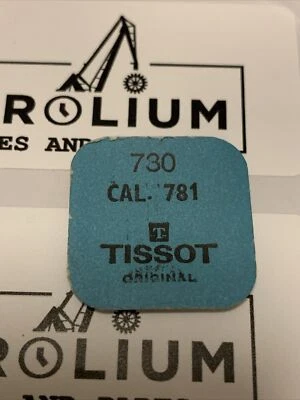 ROLIUM
ES AND
730
CAL. 781
T
TISSOT
ORIGINAL
ROLIUM